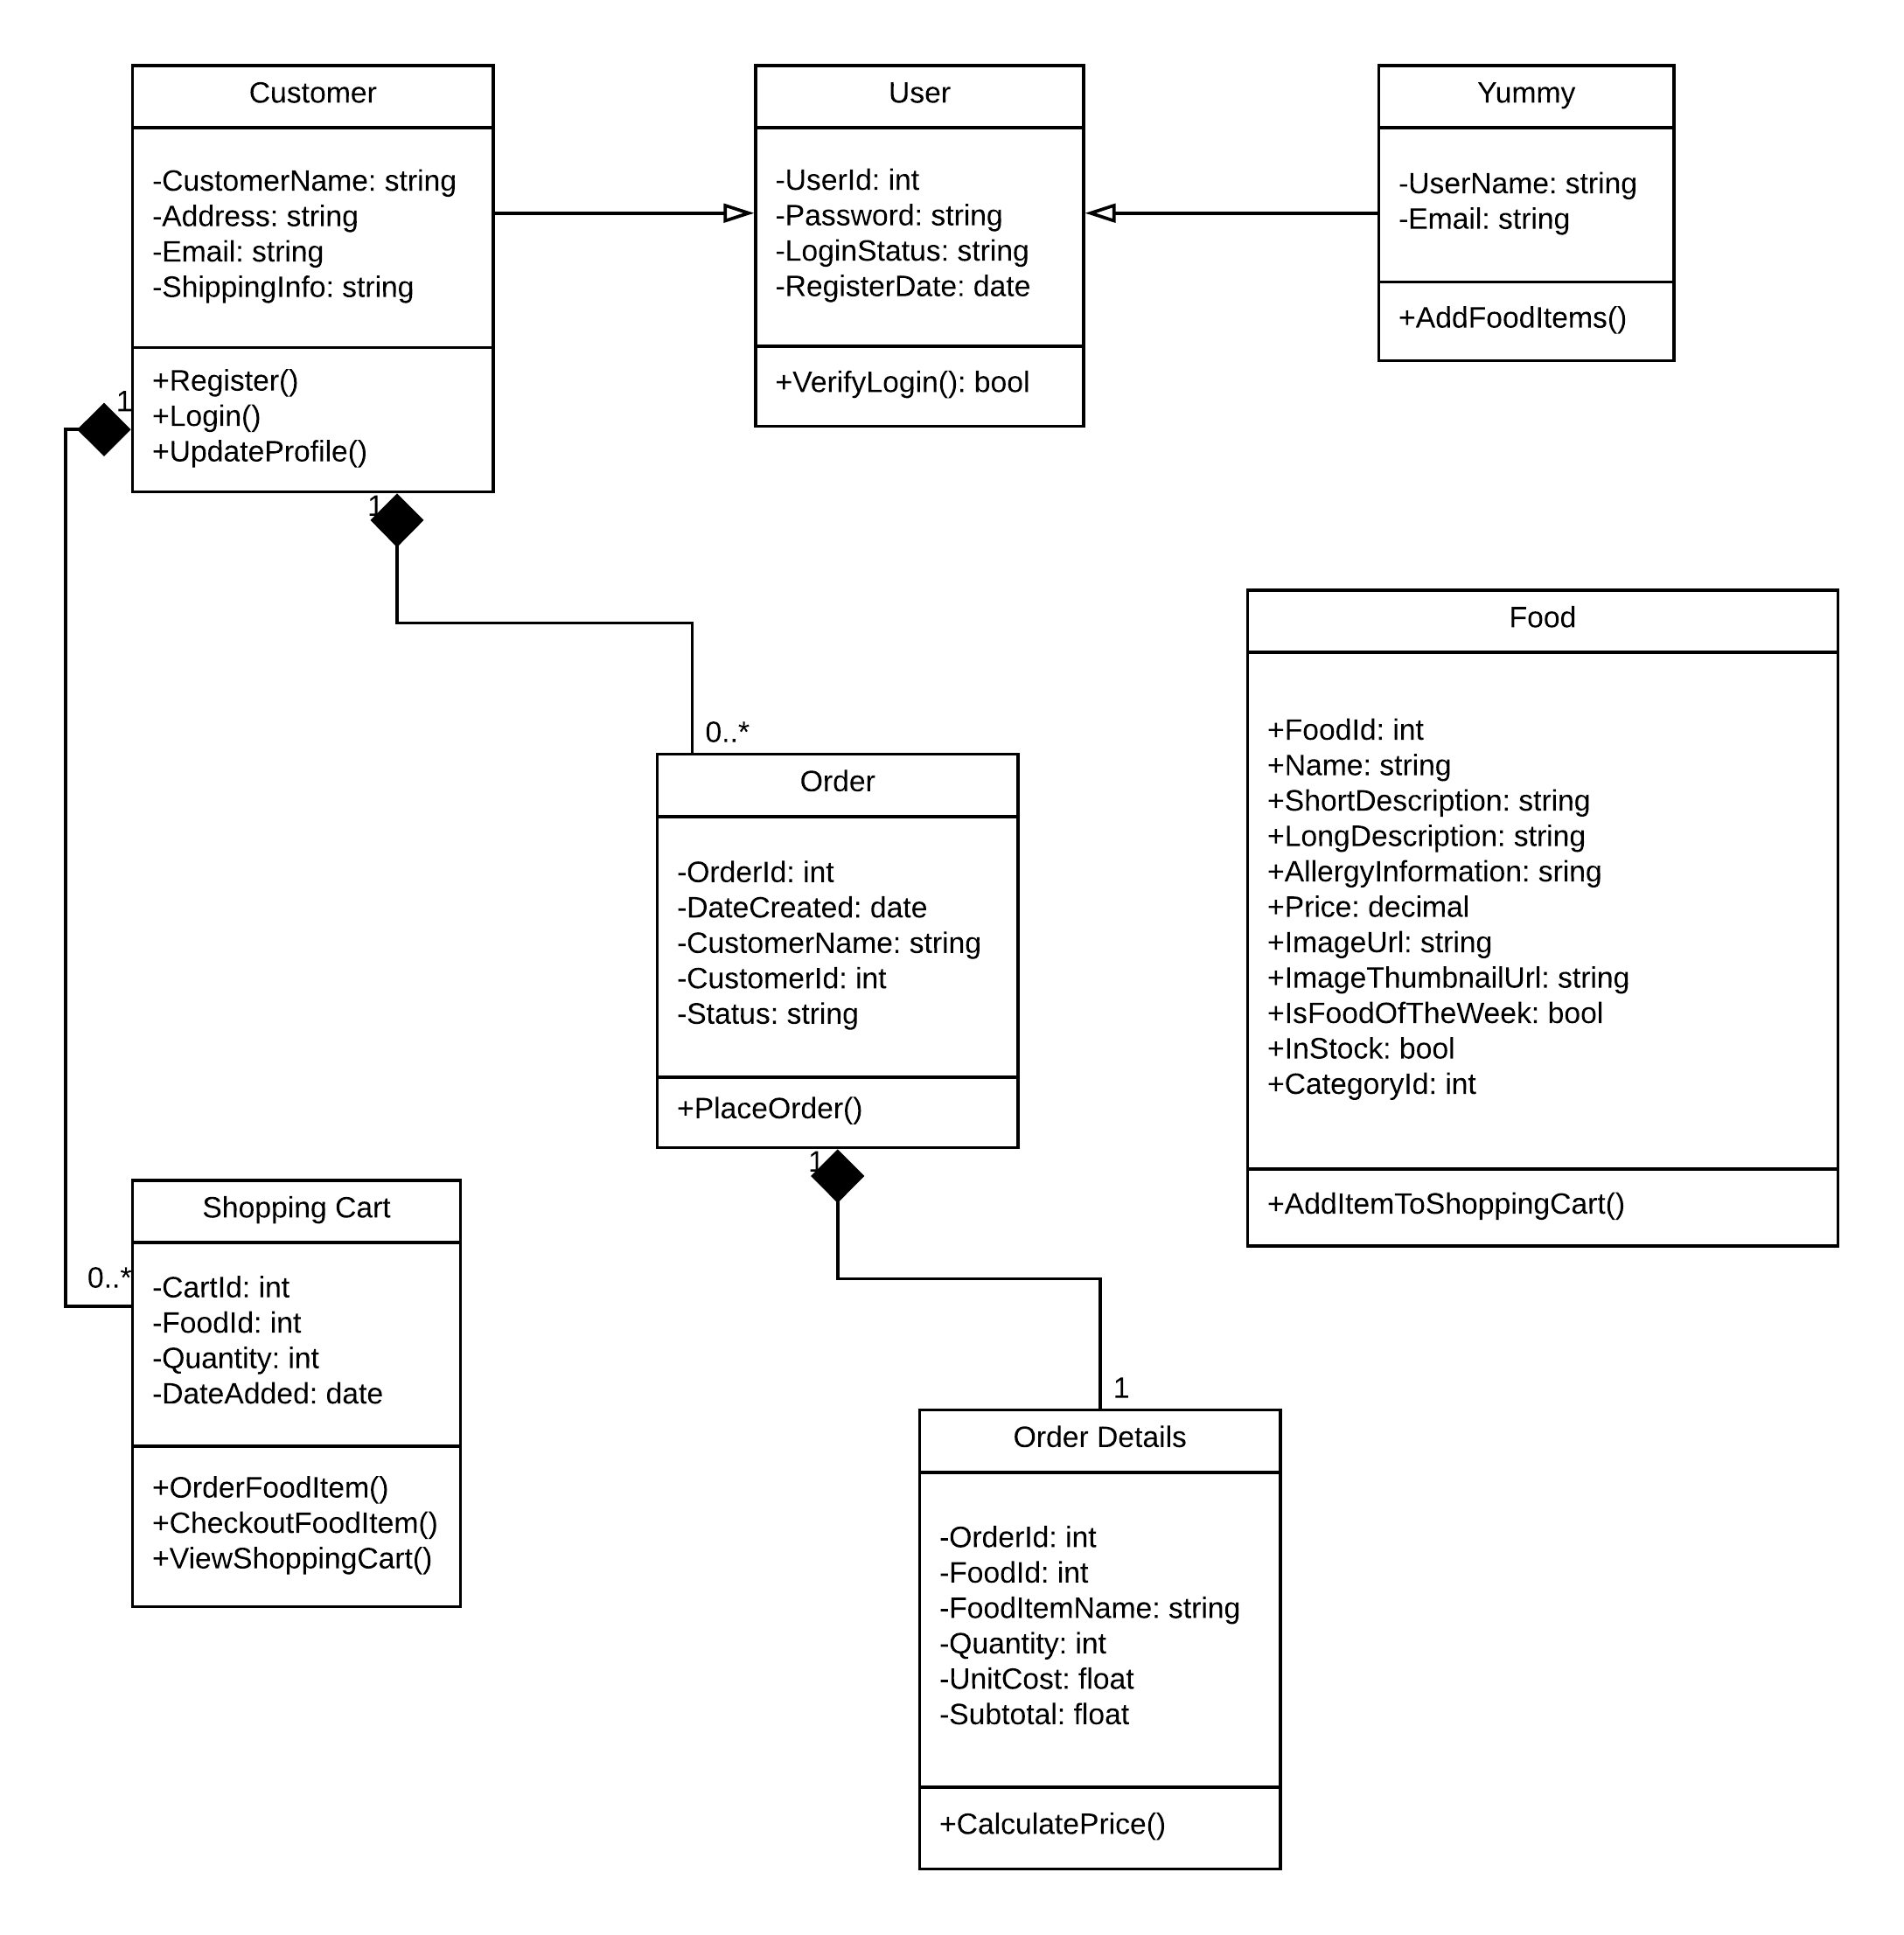 Customer
-CustomerName: string
-Address: string
-Email: string
-ShippingInfo: string
+Register()
+Login()
+UpdateProfile()
1
1
User
-UserId: int
-Password: string
-LoginStatus: string
-RegisterDate: date
+VerifyLogin(): bool
Yummy
-UserName: string
-Email: string
+AddFoodItems()
Food
+FoodId: int
+Name: string
+ShortDescription: string
+LongDescription: string
+AllergyInformation: sring
+Price: decimal
+ImageUrl: string
+ImageThumbnailUrl: string
+IsFoodOfTheWeek: bool
+InStock: bool
+CategoryId: int
+AddItemToShoppingCart()
0..*
Order
-OrderId: int
-DateCreated: date
-CustomerName: string
-CustomerId: int
-Status: string
+PlaceOrder()
1
Shopping Cart
0..*
-CartId: int
-FoodId: int
-Quantity: int
-DateAdded: date
+OrderFoodItem()
+CheckoutFoodItem()
+ViewShoppingCart()
1
Order Details
-OrderId: int
-FoodId: int
-FoodItemName: string
-Quantity: int
-UnitCost: float
-Subtotal: float
+CalculatePrice()